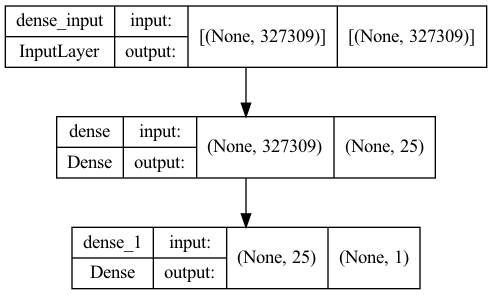 dense_input input: [(None, 327309)] [(None, 327309)]
InputLayer output:
dense input: (None, 327309) (None, 25)
Dense output:
dense_1 input: (None, 25) (None, 1)
Dense output: